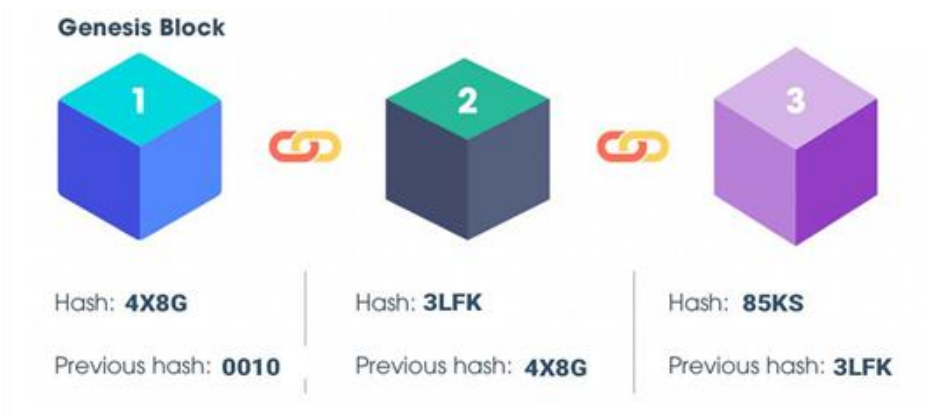 Genesis Block
1
2
3
Hash: 4X8G
Previous hash: 0010
Hash: 3LFK
Previous hash: 4X8G
Hash: 85KS
Previous hash: 3LFK